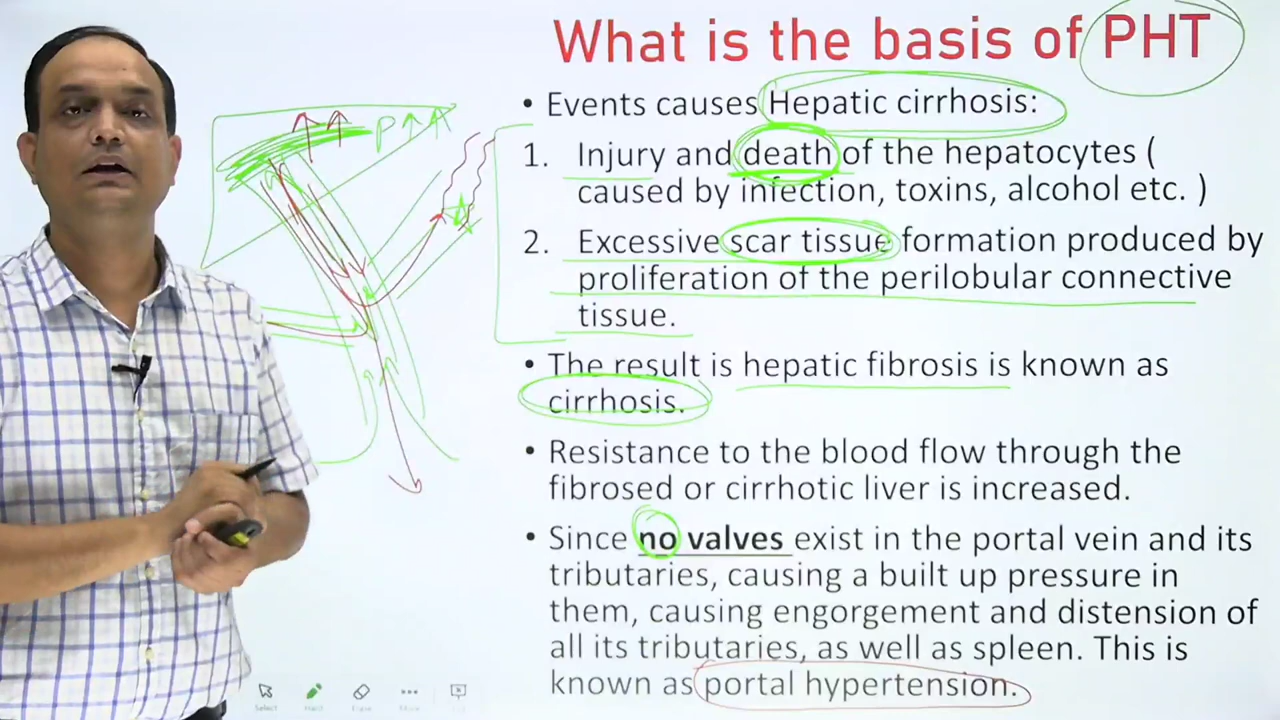 What is the basis of PHT
• Events causes Hepatic cirrhosis:
1. Injury and death of the hepatocytes (
caused by infection, toxins, alcohol etc. )
2. Excessive scar tissue formation produced by
proliferation of the perilobular connective
tissue.
• The result is hepatic fibrosis is known as
cirrhosis.
• Resistance to the blood flow through the
fibrosed or cirrhotic liver is increased.
• Since no valves exist in the portal vein and its
tributaries, causing a built up pressure in
them, causing engorgement and distension of
all its tributaries, as well as spleen. This is
known as portal hypertension.
P
Select
Erase
More